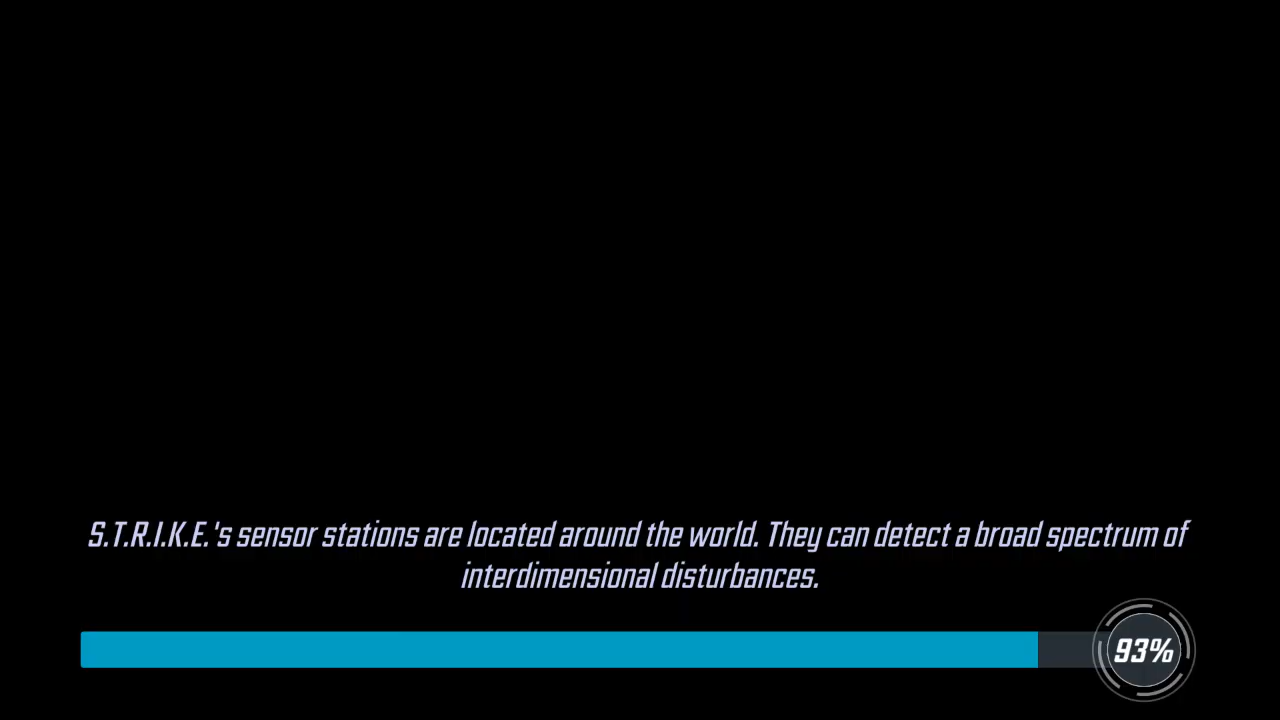 S.T.R.I.K.E.'s sensor stations are located around the world. They can detect a broad spectrum of
interdimensional disturbances.
93%